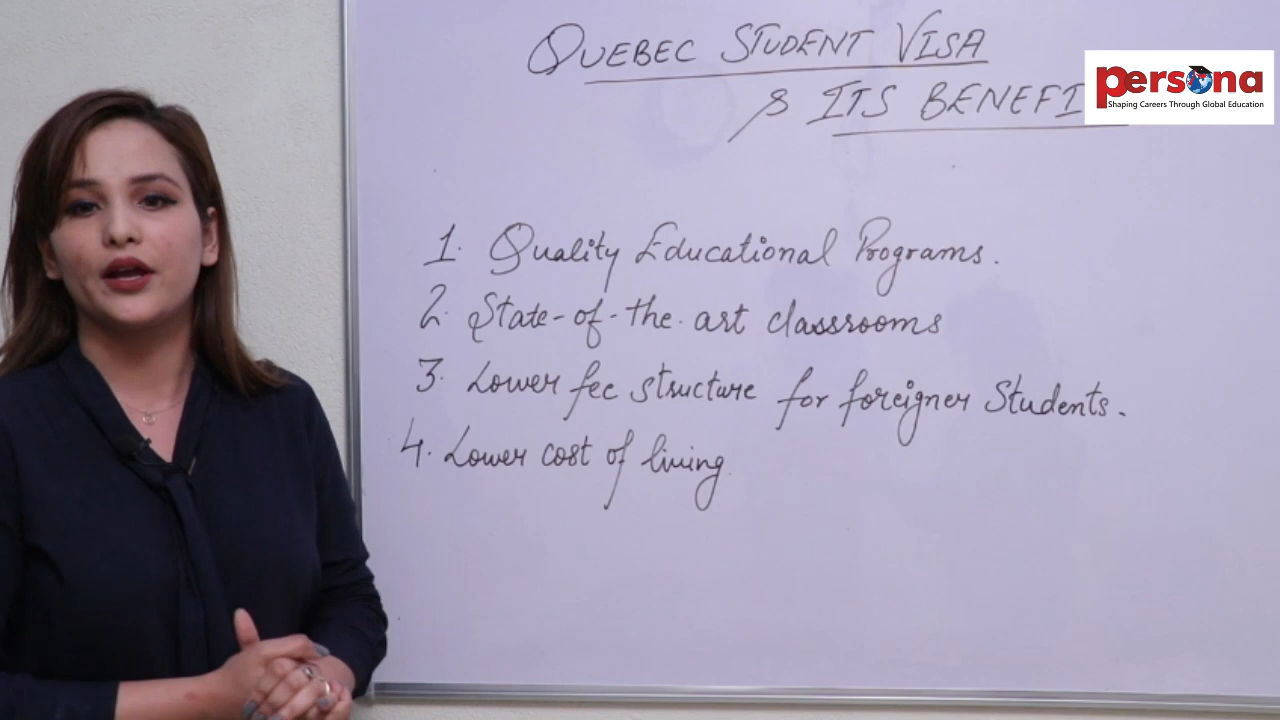 QUEBEC STUDENT VISA
& ITS BENEFI
persona
Shaping Careers Through Global Education
1. Quality Educational Programs.
2. State-of-the-art classrooms
3. Lower fee structure for foreigner Students.
4. Lower cost of living